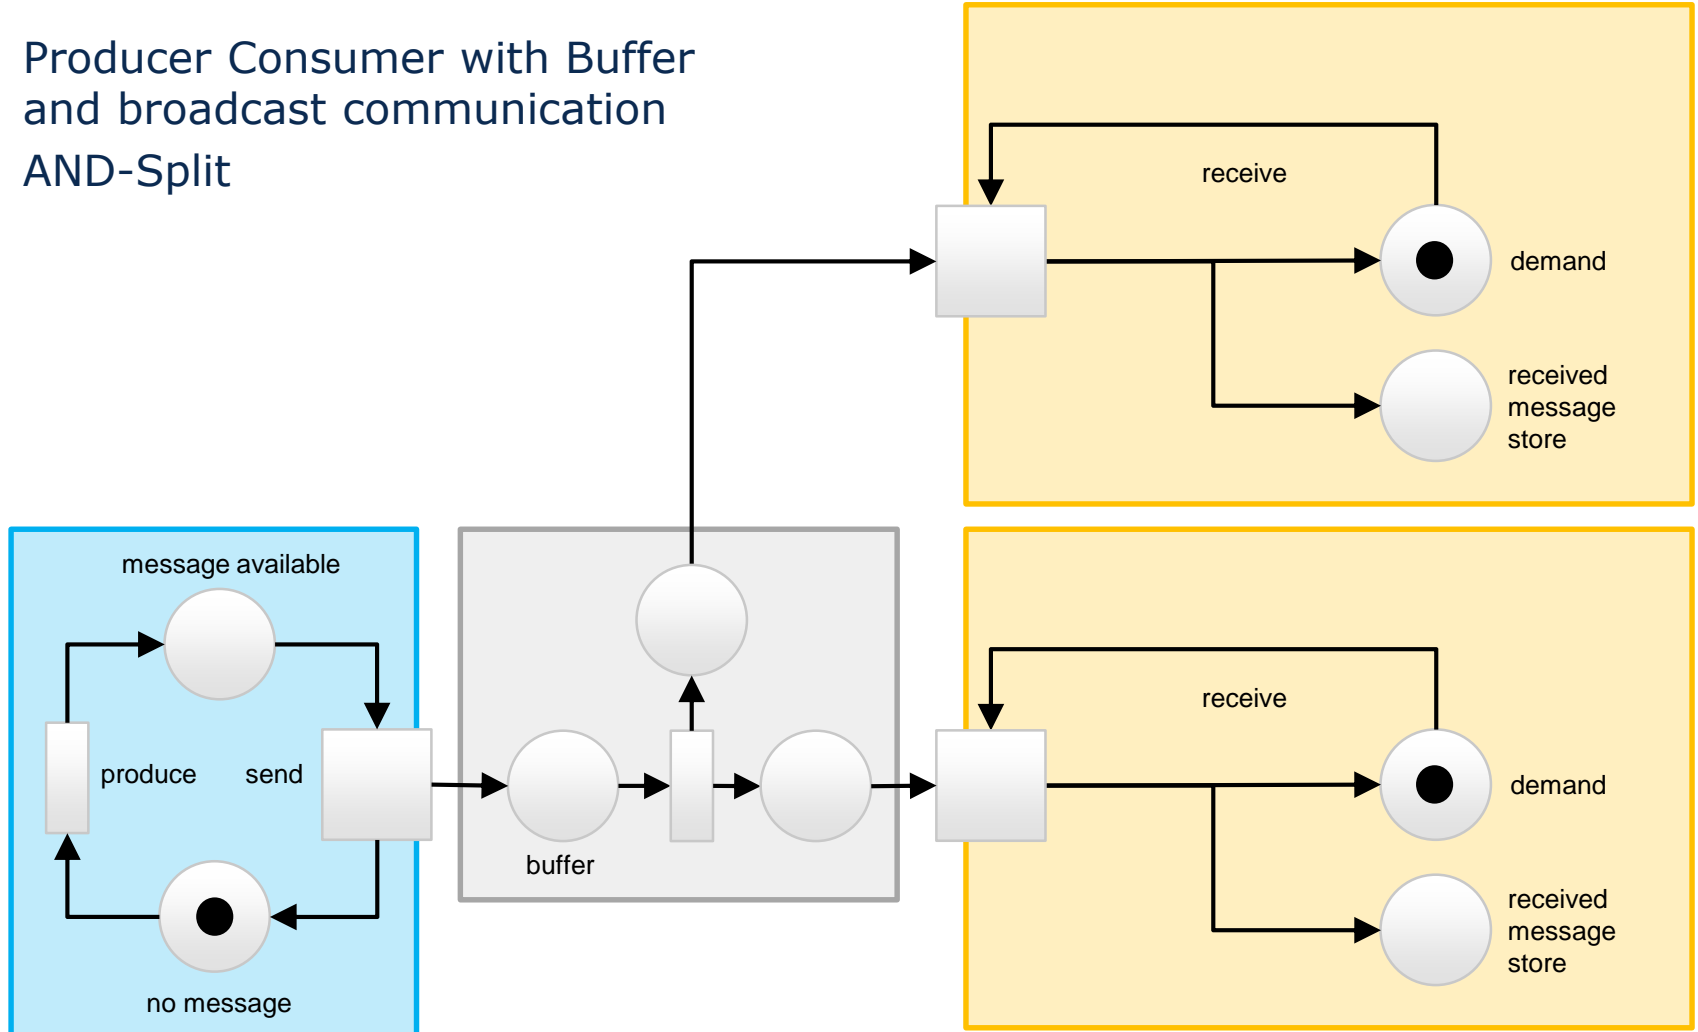 Producer Consumer with Buffer
and broadcast communication
AND-Split
receive
demand
received
message
store
message available
produce
send
no message
buffer
receive
demand
received
message
store